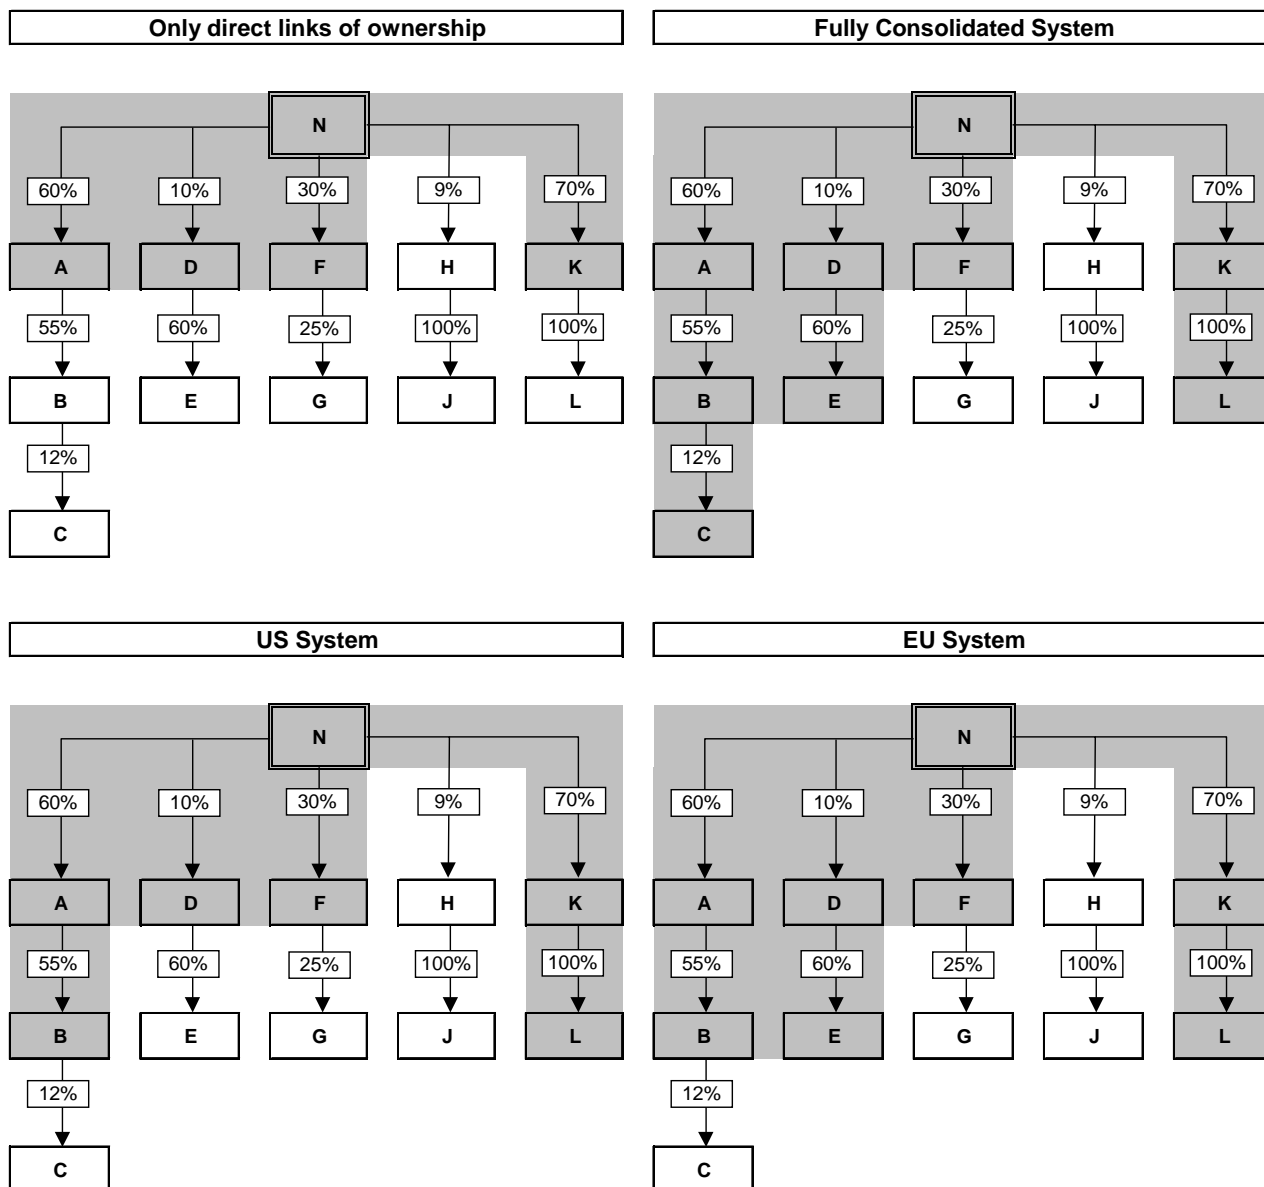 Only direct links of ownership
N
60% 10% 30% 9% 70%
A D F H K
55% 60% 25% 100% 100%
B E G J L
12%
C
Fully Consolidated System
N
60% 10% 30% 9% 70%
A D F H K
55% 60% 25% 100% 100%
B E G J L
12%
C
US System
N
60% 10% 30% 9% 70%
A D F H K
55% 60% 25% 100% 100%
B E G J L
12%
C
EU System
N
60% 10% 30% 9% 70%
A D F H K
55% 60% 25% 100% 100%
B E G J L
12%
C